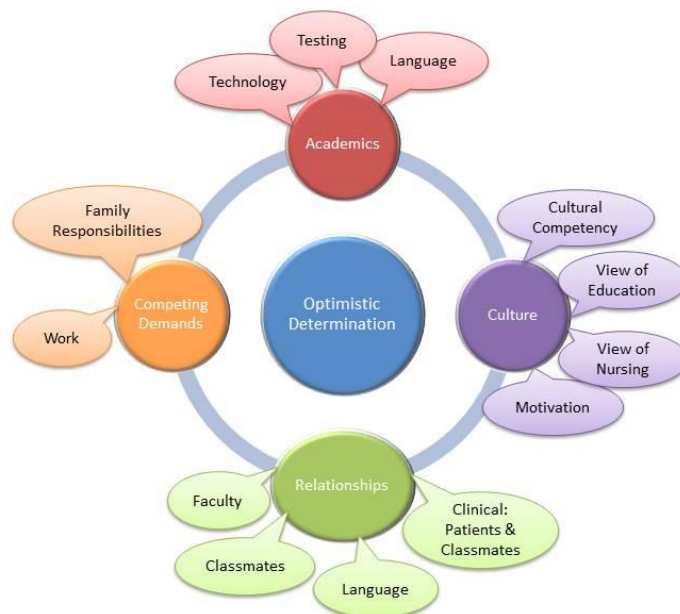 Testing
Technology
Language
Academics
Family
Responsibilities
Cultural
Competency
View of
Education
Competing
Demands
Optimistic
Determination
Culture
Work
View of
Nursing
Motivation
Relationships
Faculty
Clinical:
Patients &
Classmates
Classmates
Language